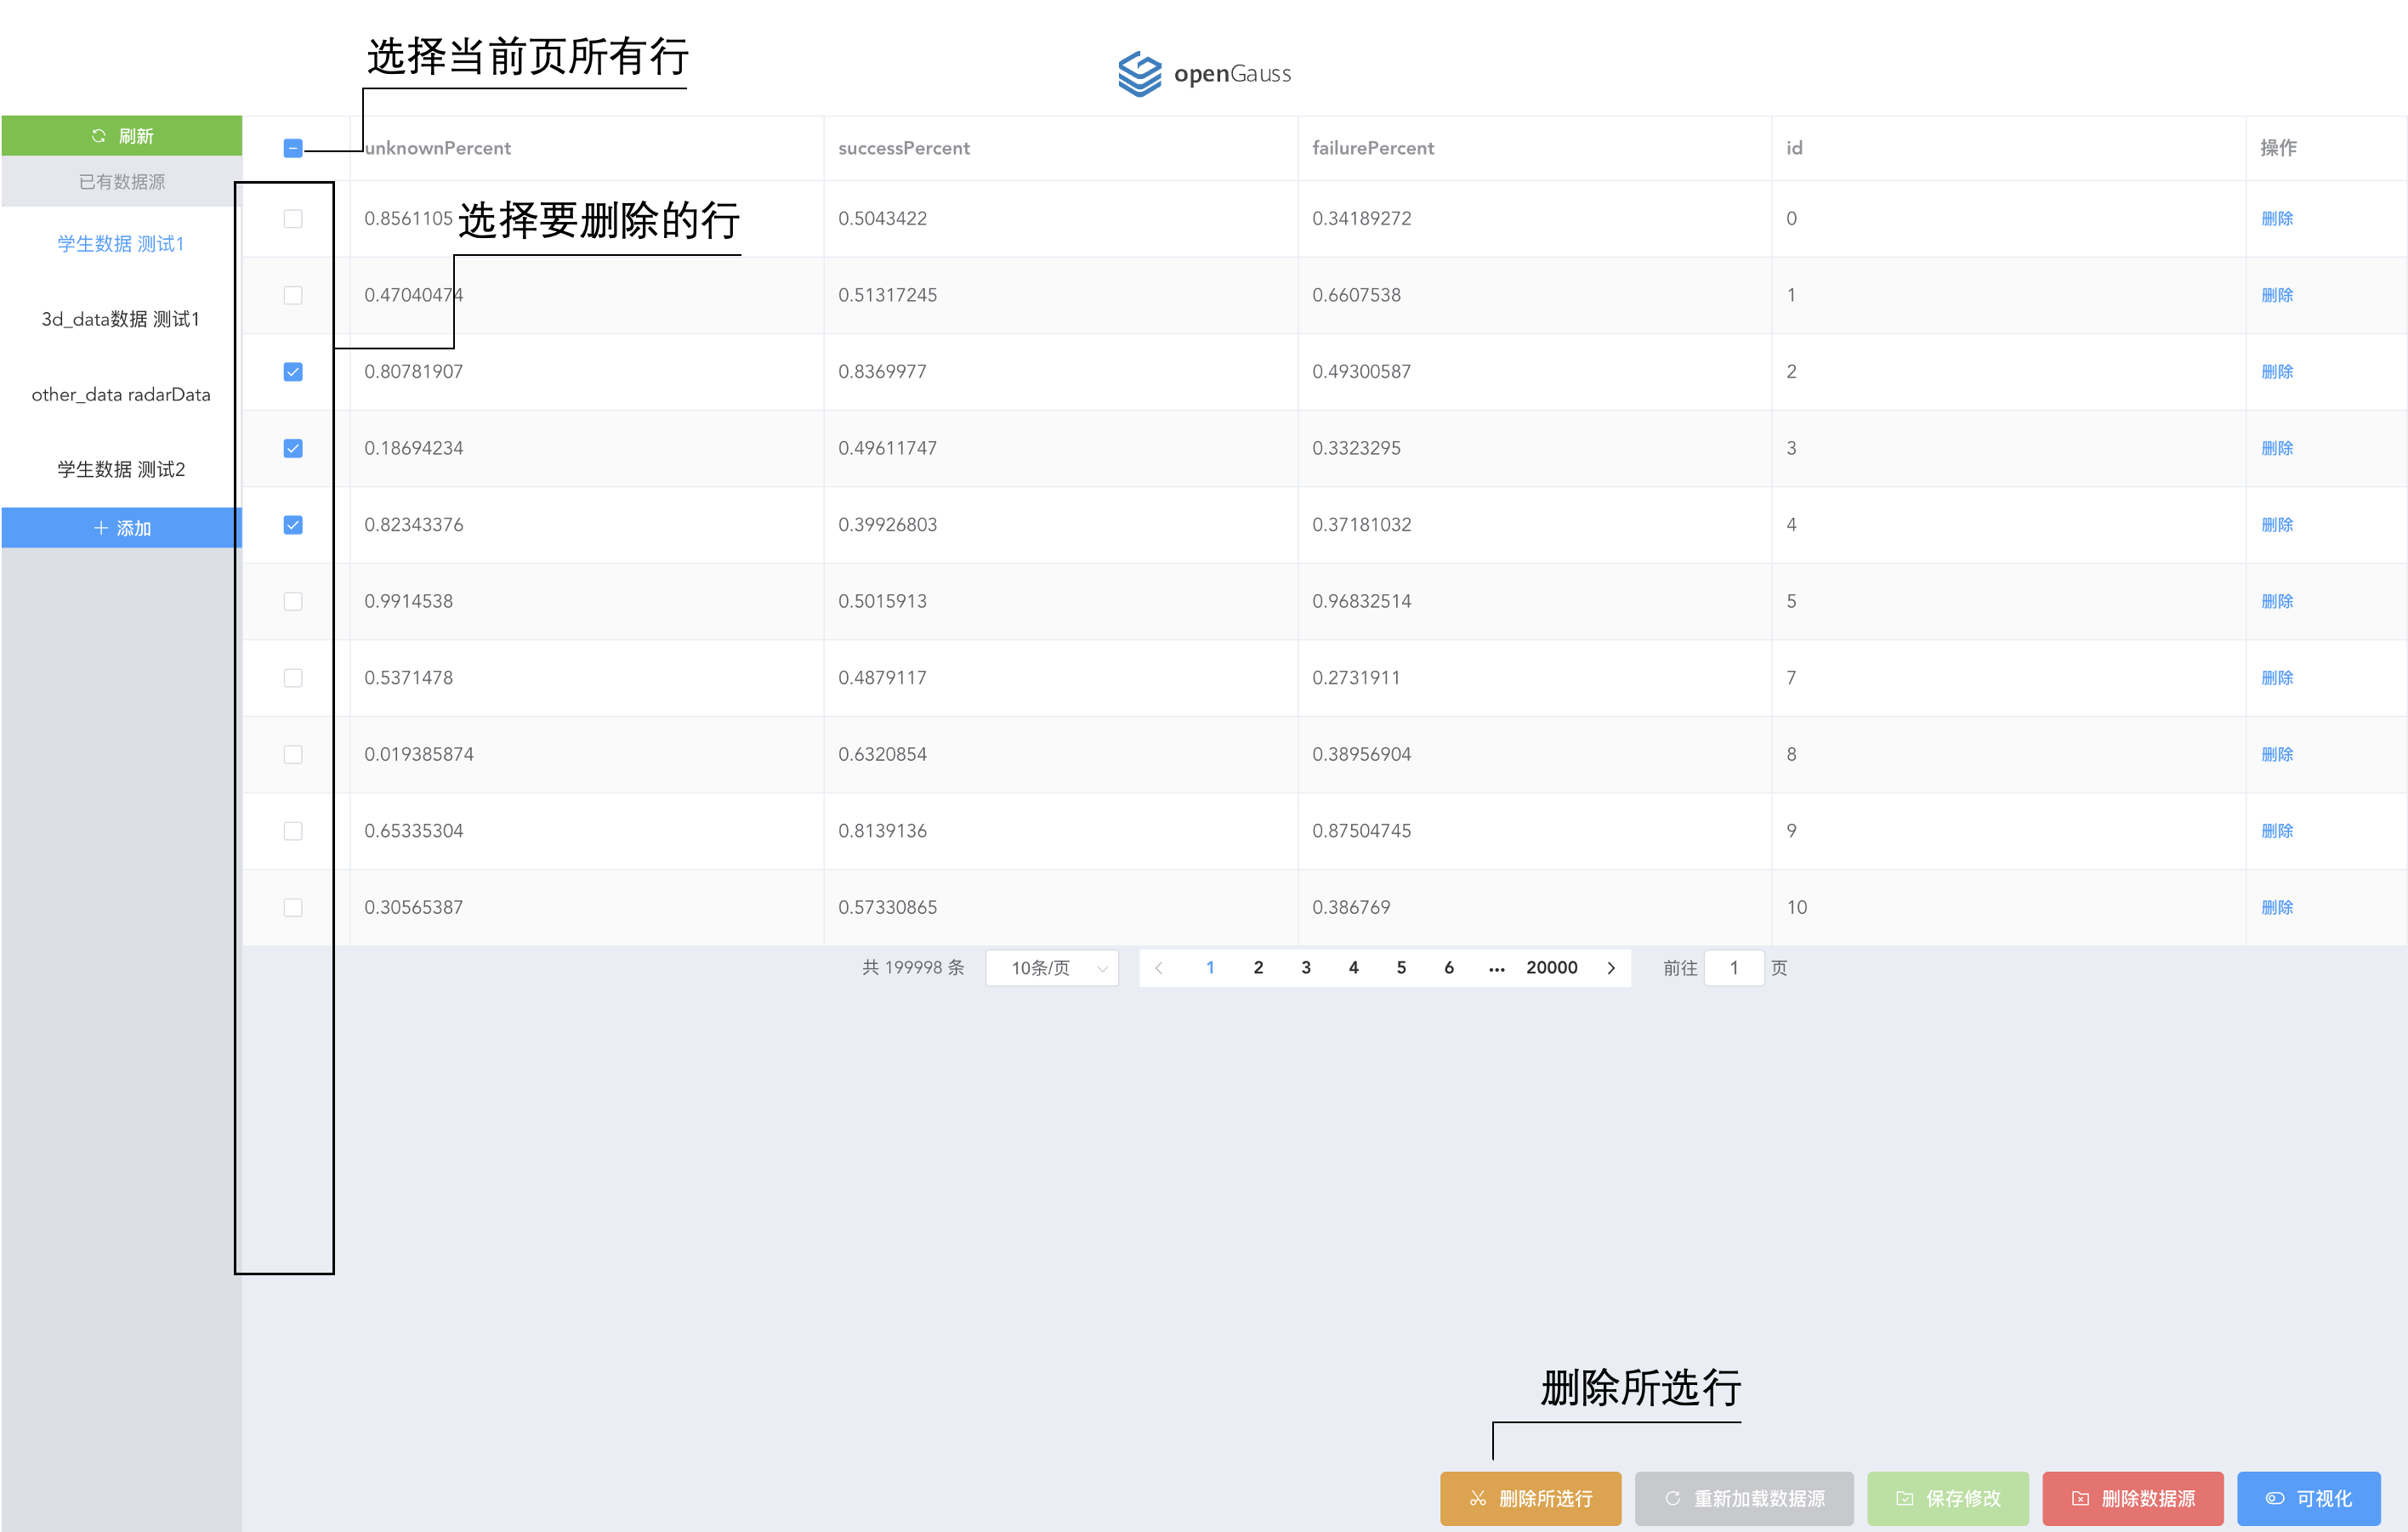 选择当前页所有行
openGauss
刷新
已有数据源
学生数据 测试1
3d_data数据 测试1
other_data radarData
学生数据 测试2
添加
unknownPercent successPercent failurePercent id 操作
选择要删除的行
0.8561105 0.5043422 0.34189272 0 删除
0.47040474 0.51317245 0.6607538 1 删除
0.80781907 0.8369977 0.49300587 2 删除
0.18694234 0.49611747 0.3323295 3 删除
0.82343376 0.39926803 0.37181032 4 删除
0.9914538 0.5015913 0.96832514 5 删除
0.5371478 0.4879117 0.2731911 7 删除
0.019385874 0.6320854 0.38956904 8 删除
0.65335304 0.8139136 0.87504745 9 删除
0.30565387 0.57330865 0.386769 10 删除
共 199998 条 10条/页 1 2 3 4 5 6 ... 20000 前往 1 页
删除所选行
删除所选行 重新加载数据源 保存修改 删除数据源 可视化